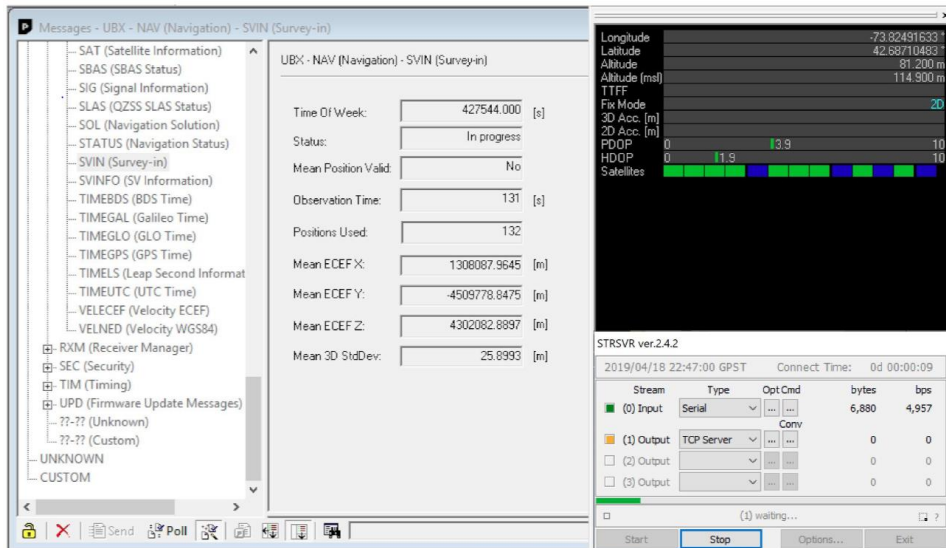 Messages - UBX - NAV (Navigation) - SVIN (Survey-in)
SAT (Satellite Information)
SBAS (SBAS Status)
SIG (Signal Information)
SLAS (QZSS SLAS Status)
SOL (Navigation Solution)
STATUS (Navigation Status)
SVIN (Survey-in)
SVINFO (SV Information)
TIMEBDS (BDS Time)
TIMEGAL (Galileo Time)
TIMEGLO (GLO Time)
TIMEGPS (GPS Time)
TIMELS (Leap Second Informat
TIMEUTC (UTC Time)
VELECEF (Velocity ECEF)
VELNED (Velocity WGS84)
RXM (Receiver Manager)
SEC (Security)
TIM (Timing)
UPD (Firmware Update Messages)
??-?? (Unknown)
??-?? (Custom)
UNKNOWN
CUSTOM
Send Poll
UBX - NAV (Navigation) - SVIN (Survey-in)
Time Of Week: 427544.000 [s]
Status: In progress
Mean Position Valid: No
Observation Time: 131 [s]
Positions Used: 132
Mean ECEF X: 1308087.9645 [m]
Mean ECEF Y: -4509778.8475 [m]
Mean ECEF Z: 4302082.8897 [m]
Mean 3D StdDev: 25.8993 [m]
Longitude -73.82491633 °
Latitude 42.68710483 °
Altitude 81.200 m
Altitude (msl) 114.900 m
TTFF
Fix Mode 2D
3D Acc. [m]
2D Acc. [m]
PDOP 0 3.9 10
HDOP 0 1.9 10
Satellites
STRSVR ver.2.4.2
2019/04/18 22:47:00 GPST Connect Time: 0d 00:00:09
Stream Type Opt Cmd bytes bps
(0) Input Serial ... ... 6,880 4,957
Conv
(1) Output TCP Server ... ... 0 0
(2) Output ... ... 0 0
(3) Output ... ... 0 0
(1) waiting... ?
Start Stop Options... Exit